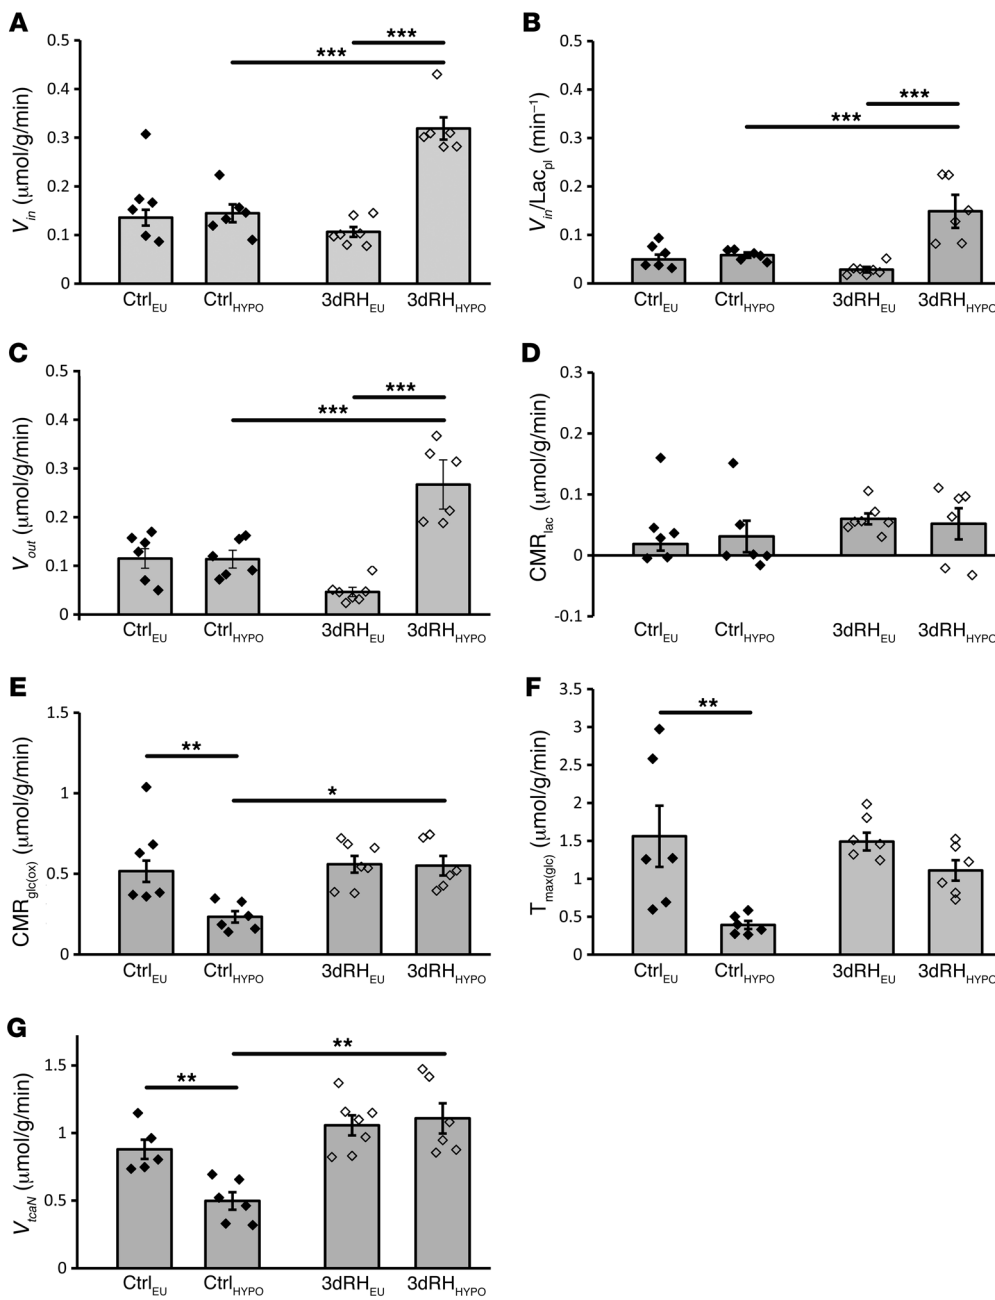 A
V_in (μmol/g/min)
0.5
0.4
0.3
0.2
0.1
0
***
***
Ctrl_EU
Ctrl_HYPO
3dRH_EU
3dRH_HYPO
B
V_in/Lac_pl (min⁻¹)
0.5
0.4
0.3
0.2
0.1
0
***
***
Ctrl_EU
Ctrl_HYPO
3dRH_EU
3dRH_HYPO
C
V_out (μmol/g/min)
0.5
0.4
0.3
0.2
0.1
0
***
***
Ctrl_EU
Ctrl_HYPO
3dRH_EU
3dRH_HYPO
D
CMR_lac (μmol/g/min)
0.3
0.2
0.1
0
-0.1
Ctrl_EU
Ctrl_HYPO
3dRH_EU
3dRH_HYPO
E
CMR_glc(ox) (μmol/g/min)
1.5
1
0.5
0
**
*
Ctrl_EU
Ctrl_HYPO
3dRH_EU
3dRH_HYPO
F
T_max(glc) (μmol/g/min)
3.5
3
2.5
2
1.5
1
0.5
0
**
Ctrl_EU
Ctrl_HYPO
3dRH_EU
3dRH_HYPO
G
V_tcaN (μmol/g/min)
1.5
1
0.5
0
**
**
Ctrl_EU
Ctrl_HYPO
3dRH_EU
3dRH_HYPO